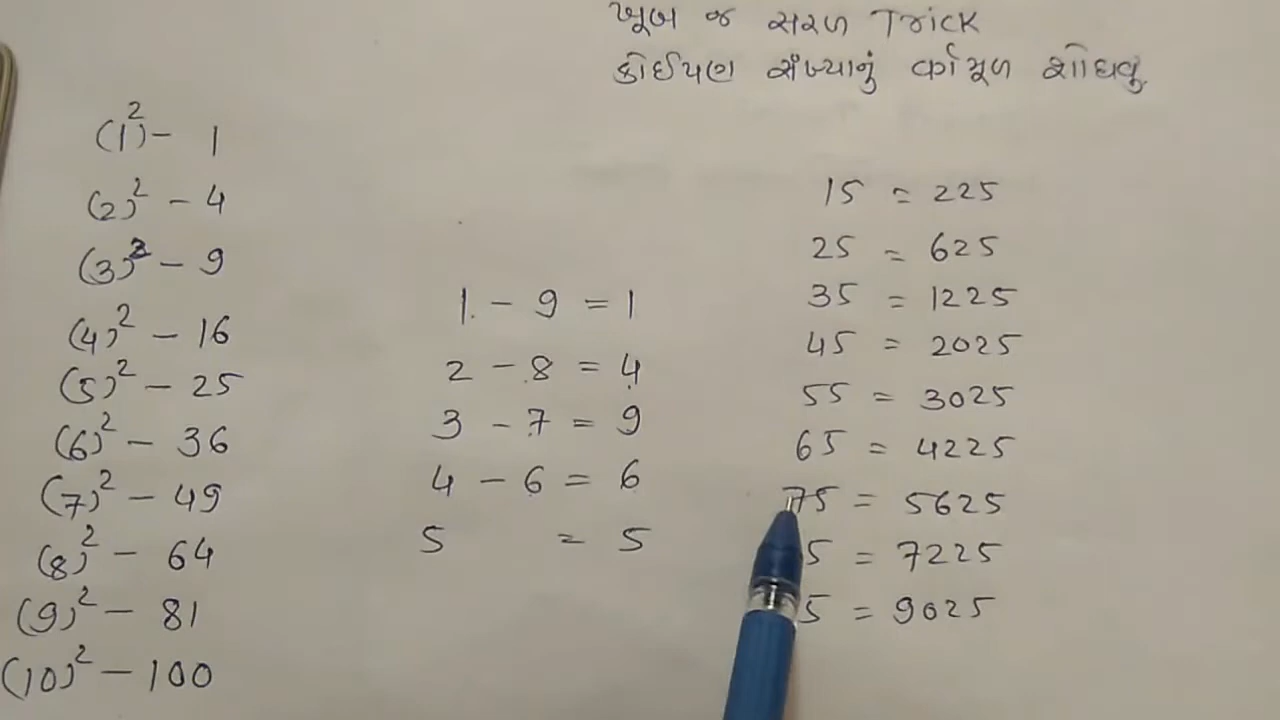 ખૂબ જ સરળ Trick
કોઈપણ સંખ્યાનું વર્ગમૂળ શોધવું
(1)² - 1
(2)² - 4
(3)² - 9
(4)² - 16
(5)² - 25
(6)² - 36
(7)² - 49
(8)² - 64
(9)² - 81
(10)² - 100
1 - 9 = 1
2 - 8 = 4
3 - 7 = 9
4 - 6 = 6
5 = 5
15 = 225
25 = 625
35 = 1225
45 = 2025
55 = 3025
65 = 4225
75 = 5625
5 = 7225
5 = 9025